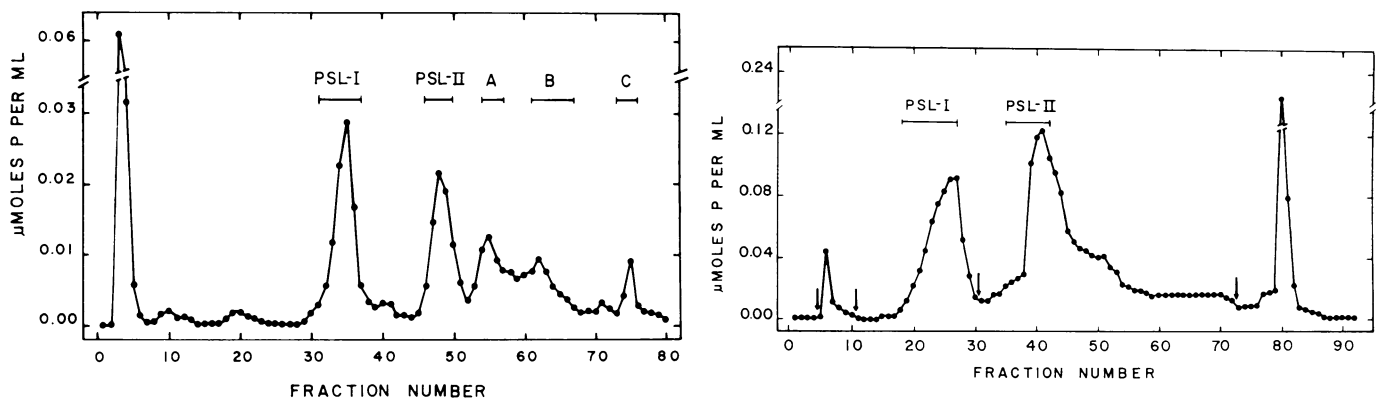 0.06
0.03
0.02
0.01
0.00
μMOLES P PER ML
PSL-I PSL-II A B C
0 10 20 30 40 50 60 70 80
FRACTION NUMBER
0.24
0.12
0.08
0.04
0.00
μMOLES P PER ML
PSL-I PSL-II
0 10 20 30 40 50 60 70 80 90
FRACTION NUMBER